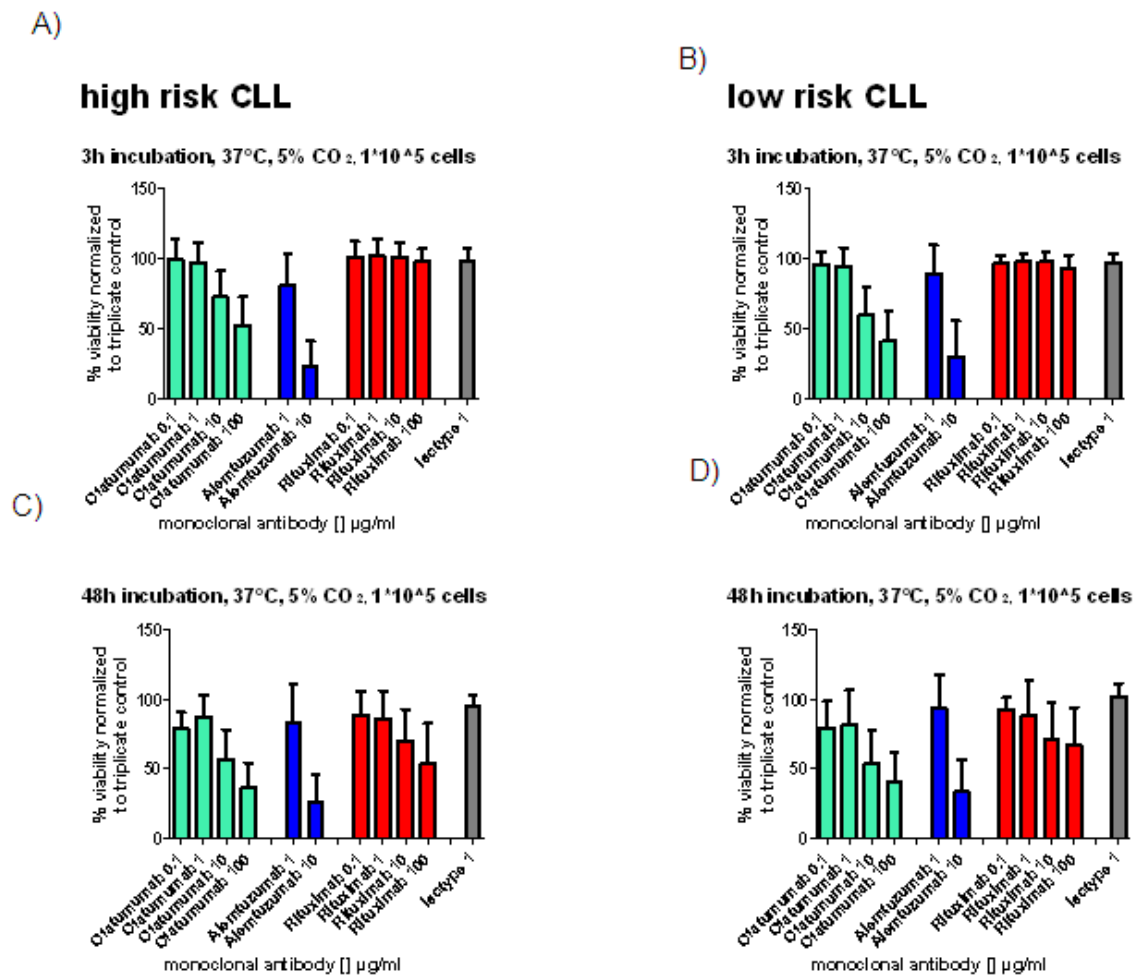 A)
high risk CLL
3h incubation, 37°C, 5% CO2, 1*10^5 cells
% viability normalized
to triplicate control
150
100
50
0
Ofatumumab 0.1
Ofatumumab 1
Ofatumumab 10
Ofatumumab 100
Alemtuzumab 1
Alemtuzumab 10
Rituximab 0.1
Rituximab 1
Rituximab 10
Rituximab 100
Isotype 1
monoclonal antibody [] µg/ml
B)
low risk CLL
3h incubation, 37°C, 5% CO2, 1*10^5 cells
% viability normalized
to triplicate control
150
100
50
0
Ofatumumab 0.1
Ofatumumab 1
Ofatumumab 10
Ofatumumab 100
Alemtuzumab 1
Alemtuzumab 10
Rituximab 0.1
Rituximab 1
Rituximab 10
Rituximab 100
Isotype 1
monoclonal antibody [] µg/ml
C)
48h incubation, 37°C, 5% CO2, 1*10^5 cells
% viability normalized
to triplicate control
150
100
50
0
Ofatumumab 0.1
Ofatumumab 1
Ofatumumab 10
Ofatumumab 100
Alemtuzumab 1
Alemtuzumab 10
Rituximab 0.1
Rituximab 1
Rituximab 10
Rituximab 100
Isotype 1
monoclonal antibody [] µg/ml
D)
48h incubation, 37°C, 5% CO2, 1*10^5 cells
% viability normalized
to triplicate control
150
100
50
0
Ofatumumab 0.1
Ofatumumab 1
Ofatumumab 10
Ofatumumab 100
Alemtuzumab 1
Alemtuzumab 10
Rituximab 0.1
Rituximab 1
Rituximab 10
Rituximab 100
Isotype 1
monoclonal antibody [] µg/ml